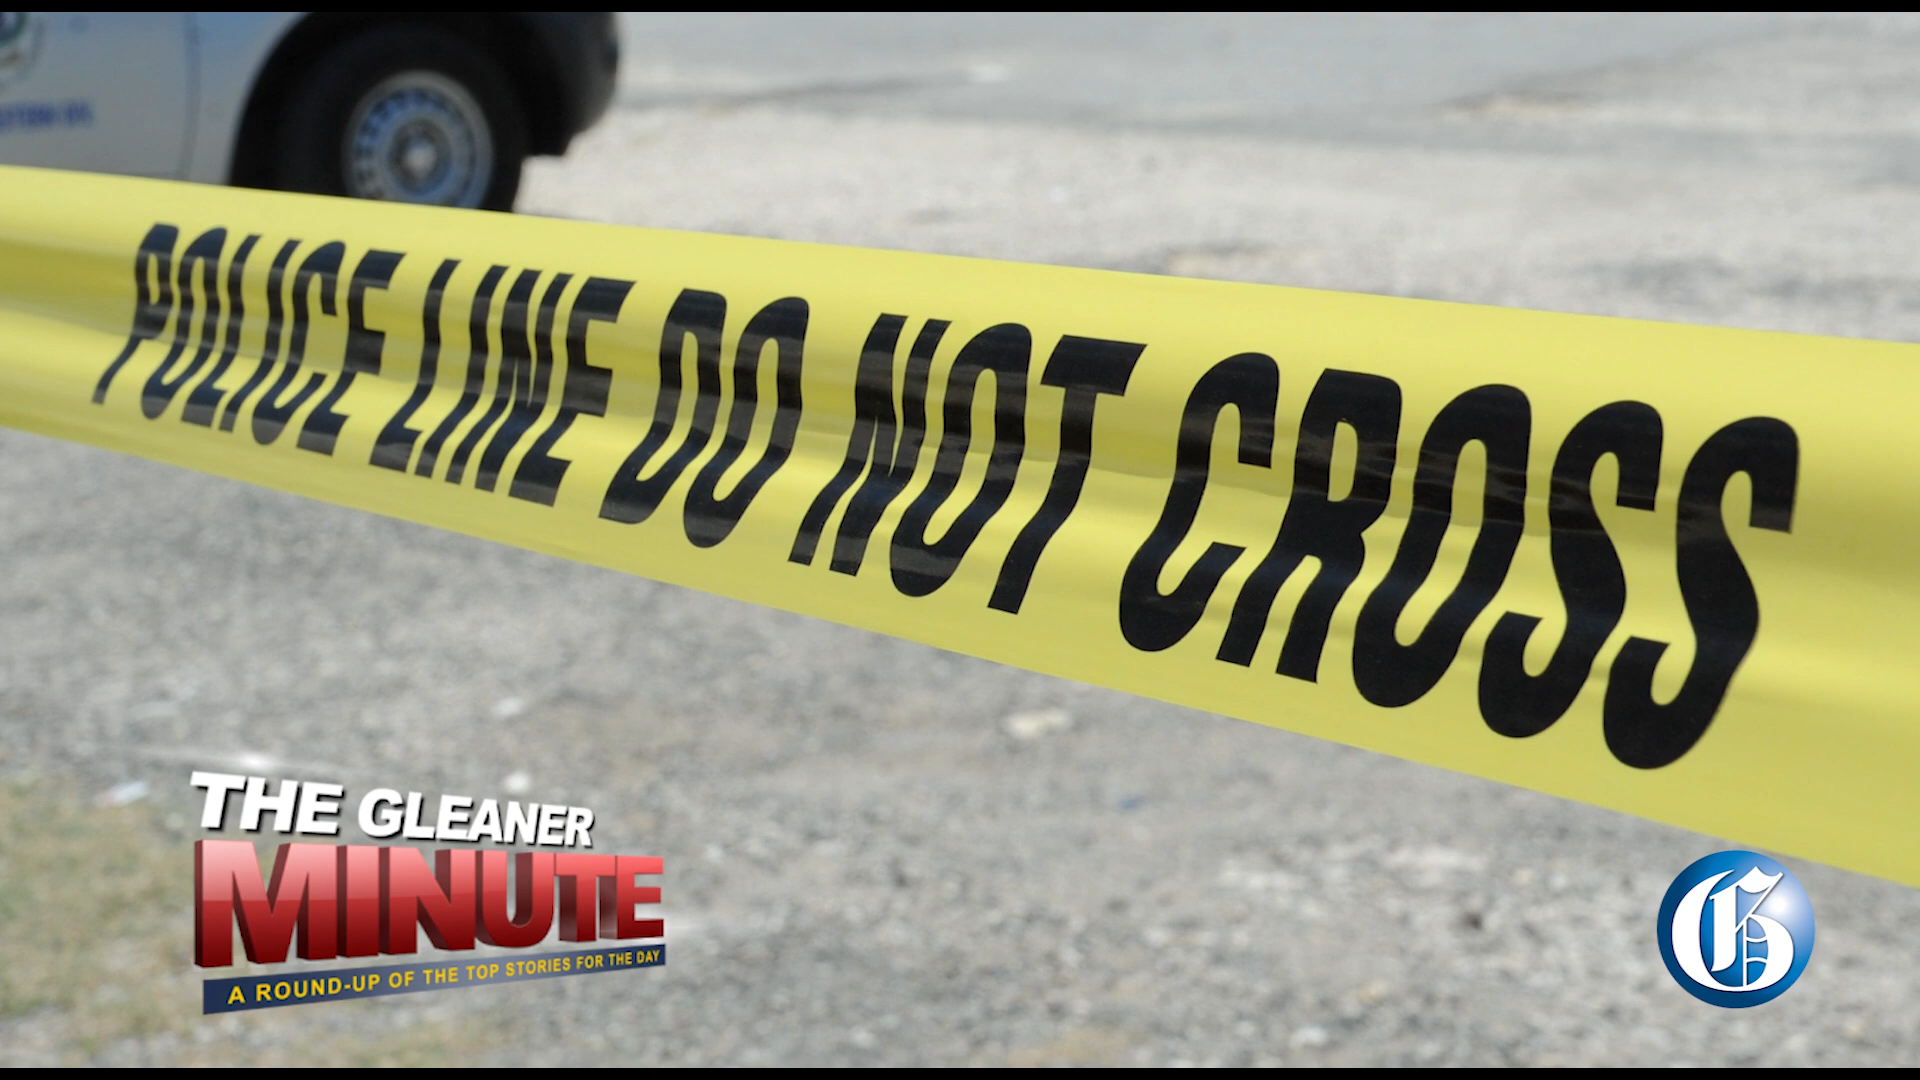 POLICE LINE DO NOT CROSS
THE GLEANER
MINUTE
A ROUND-UP OF THE TOP STORIES FOR THE DAY
G